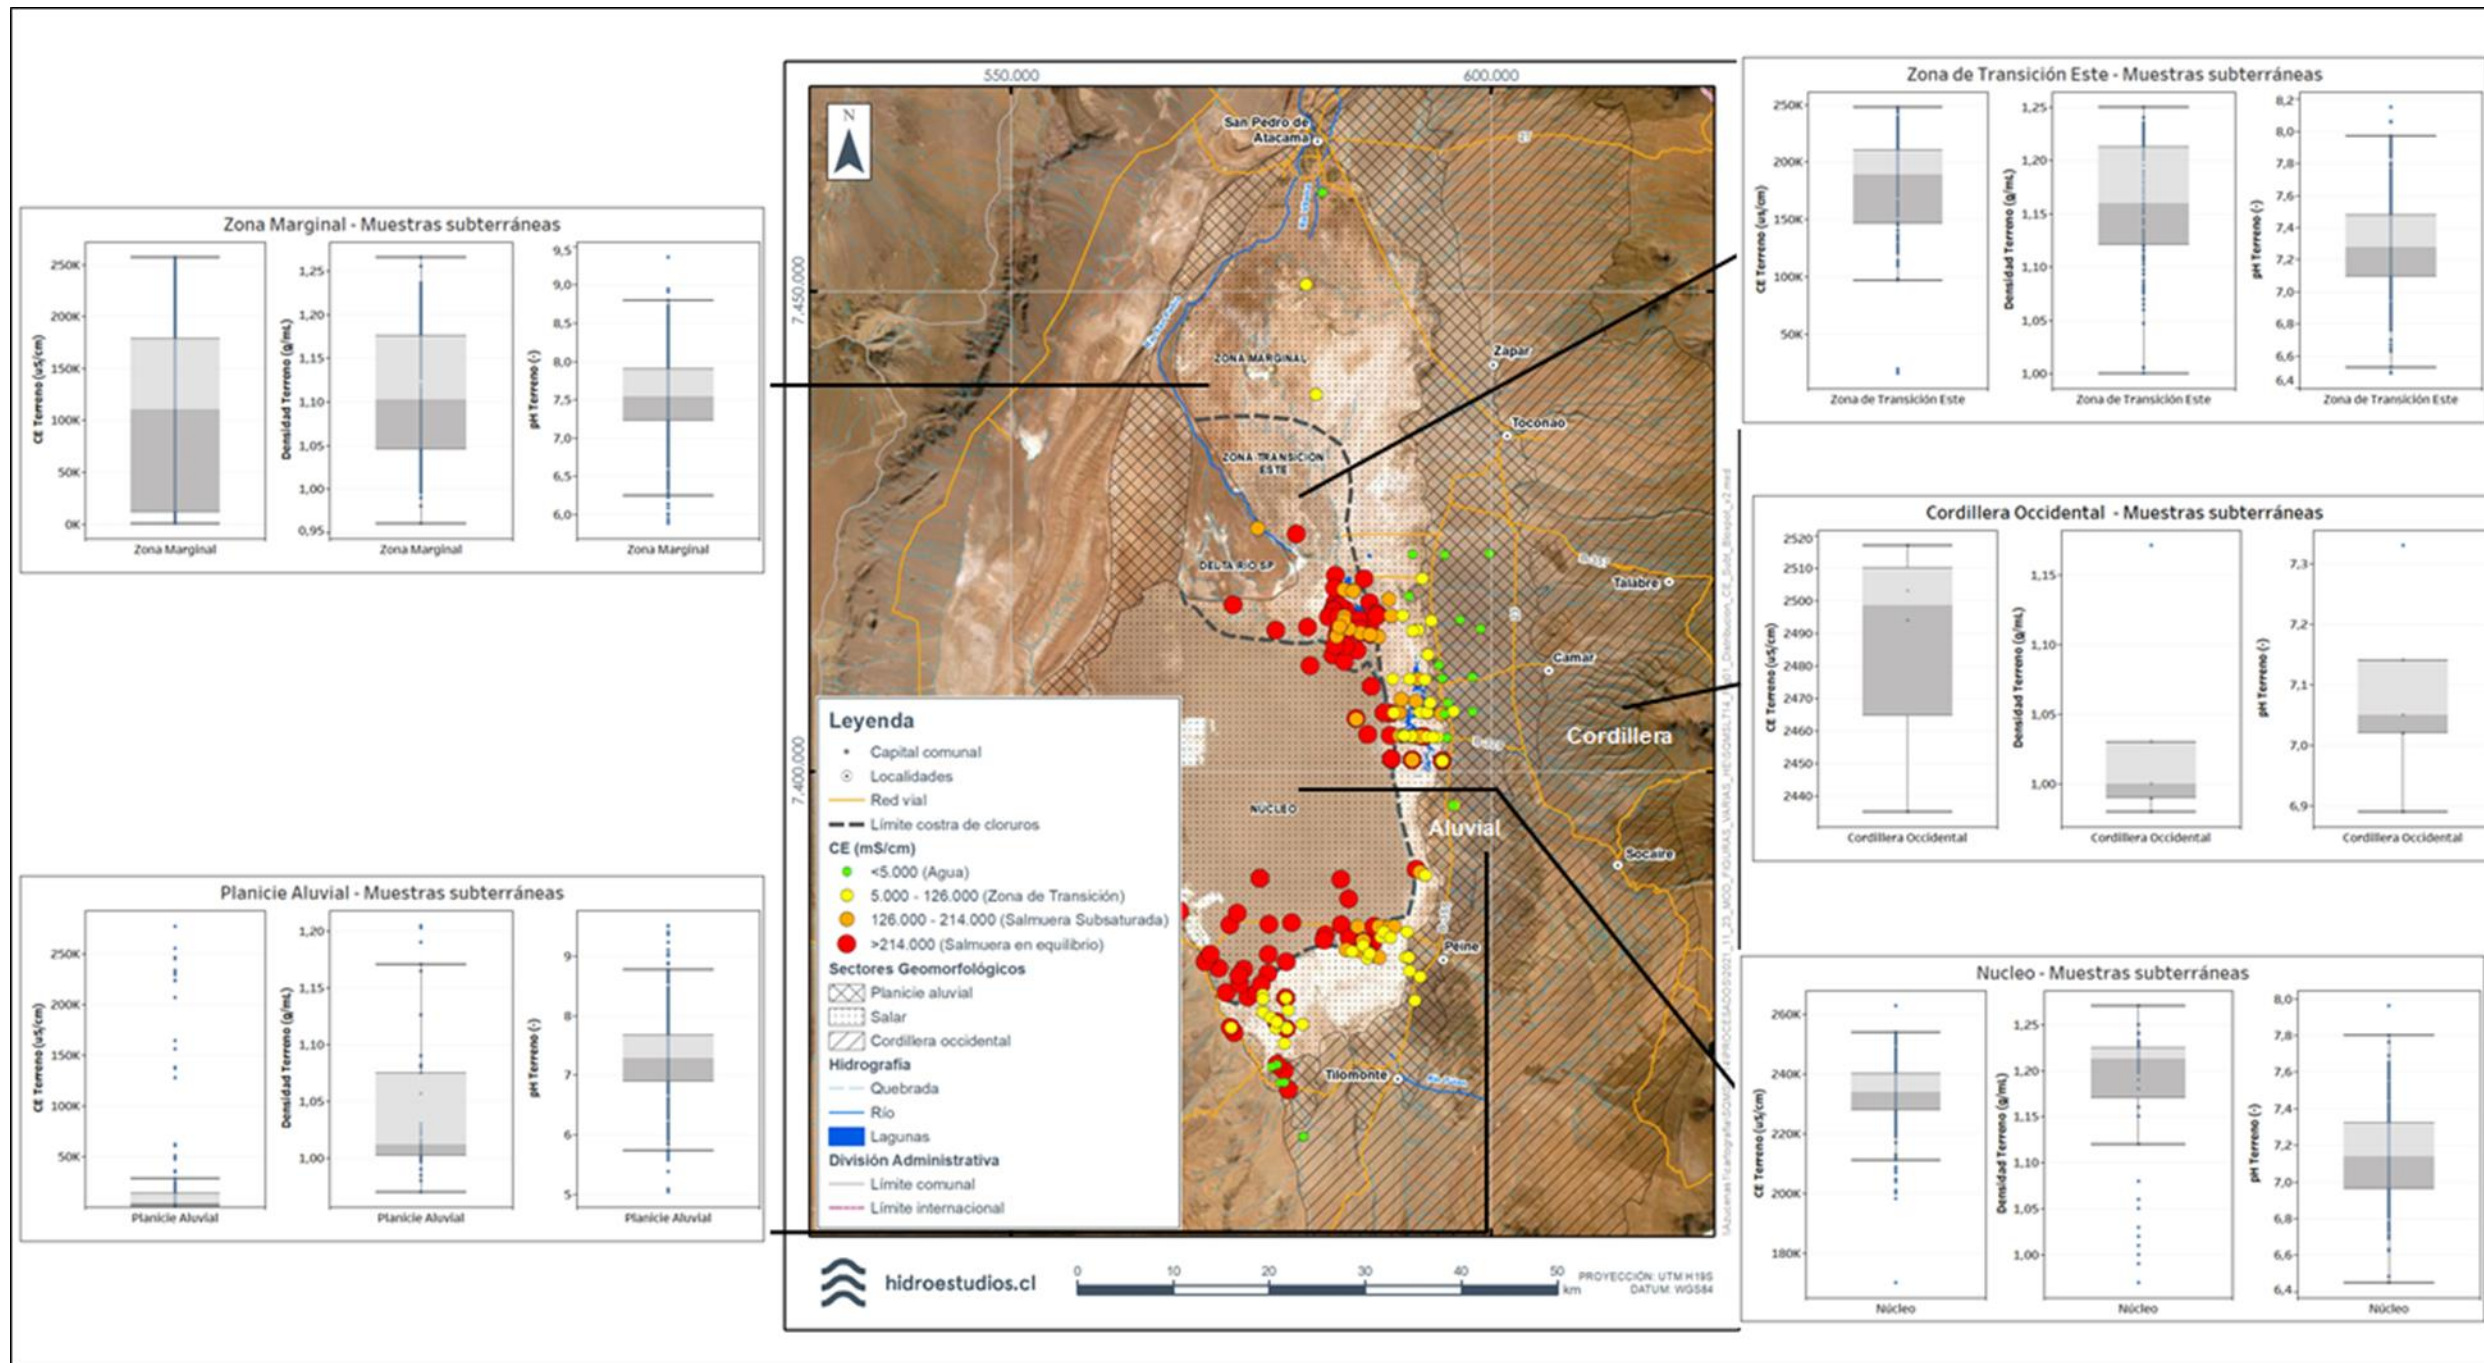 Zona Marginal - Muestras subterráneas
CE Terreno (uS/cm)
250K
200K
150K
100K
50K
0K
Zona Marginal
Densidad Terreno (g/mL)
1,25
1,20
1,15
1,10
1,05
1,00
0,95
Zona Marginal
pH Terreno (-)
9,5
9,0
8,5
8,0
7,5
7,0
6,5
6,0
Zona Marginal
Planicie Aluvial - Muestras subterráneas
CE Terreno (uS/cm)
250K
200K
150K
100K
50K
Planicie Aluvial
Densidad Terreno (g/mL)
1,20
1,15
1,10
1,05
1,00
Planicie Aluvial
pH Terreno (-)
9
8
7
6
5
Planicie Aluvial
550.000
600.000
7.450.000
7.400.000
N
San Pedro de
Atacama
27
ZONA MARGINAL
Zapar
Toconao
ZONA TRANSICION
ESTE
DELTA RIO SP
Talabre
23
Camar
Cordillera
NÚCLEO
Aluvial
Socaire
Peine
Tilomonte
Leyenda
Capital comunal
Localidades
Red vial
Límite costra de cloruros
CE (mS/cm)
<5.000 (Agua)
5.000 - 126.000 (Zona de Transición)
126.000 - 214.000 (Salmuera Subsaturada)
>214.000 (Salmuera en equilibrio)
Sectores Geomorfológicos
Planicie aluvial
Salar
Cordillera occidental
Hidrografía
Quebrada
Río
Lagunas
División Administrativa
Límite comunal
Límite internacional
hidroestudios.cl
0 10 20 30 40 50
km
PROYECCIÓN: UTM H19S
DATUM: WGS84
Zona de Transición Este - Muestras subterráneas
CE Terreno (us/cm)
250K
200K
150K
100K
50K
Zona de Transición Este
Densidad Terreno (g/mL)
1,25
1,20
1,15
1,10
1,05
1,00
Zona de Transición Este
pH Terreno (-)
8,2
8,0
7,8
7,6
7,4
7,2
7,0
6,8
6,6
6,4
Zona de Transición Este
Cordillera Occidental - Muestras subterráneas
CE Terreno (uS/cm)
2520
2510
2500
2490
2480
2470
2460
2450
2440
Cordillera Occidental
Densidad Terreno (g/mL)
1,15
1,10
1,05
1,00
Cordillera Occidental
pH Terreno (-)
7,3
7,2
7,1
7,0
6,9
Cordillera Occidental
Nucleo - Muestras subterráneas
CE Terreno (uS/cm)
260K
240K
220K
200K
180K
Núcleo
Densidad Terreno (g/mL)
1,25
1,20
1,15
1,10
1,05
1,00
Núcleo
pH Terreno (-)
8,0
7,8
7,6
7,4
7,2
7,0
6,8
6,6
6,4
Núcleo